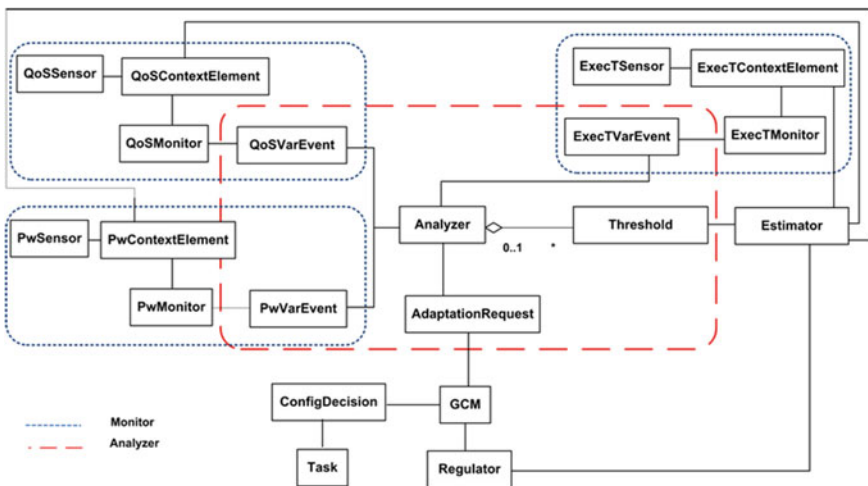 QoSSensor
QoSContextElement
ExecTSensor
ExecTContextElement
QoSMonitor
QoSVarEvent
ExecTVarEvent
ExecTMonitor
PwSensor
PwContextElement
Analyzer
Threshold
Estimator
0..1
*
PwMonitor
PwVarEvent
AdaptationRequest
ConfigDecision
GCM
Monitor
Analyzer
Task
Regulator